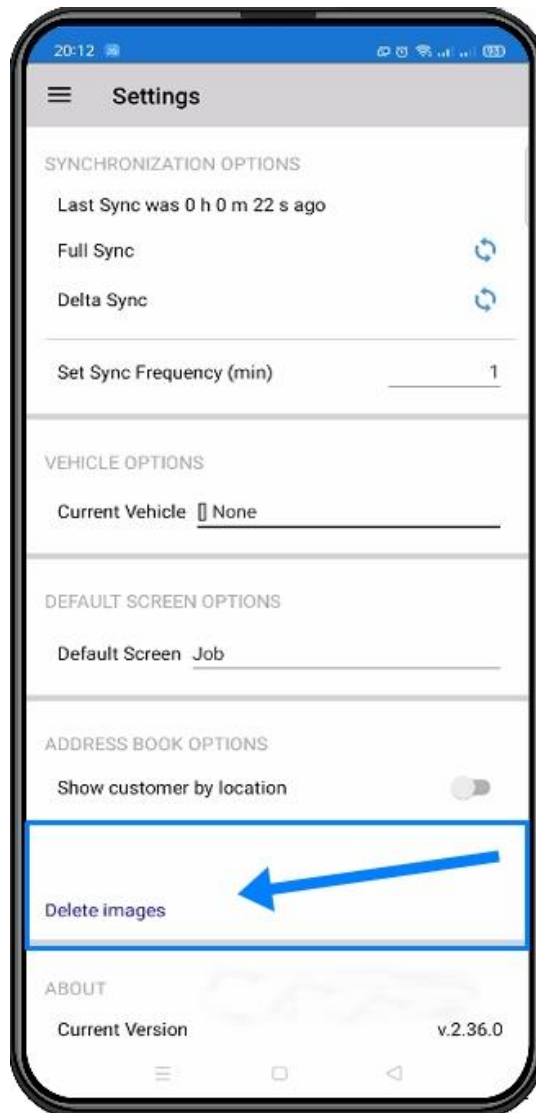 20:12 93
Settings
SYNCHRONIZATION OPTIONS
Last Sync was 0 h 0 m 22 s ago
Full Sync
Delta Sync
Set Sync Frequency (min) 1
VEHICLE OPTIONS
Current Vehicle [] None
DEFAULT SCREEN OPTIONS
Default Screen Job
ADDRESS BOOK OPTIONS
Show customer by location
Delete images
ABOUT
Current Version v.2.36.0